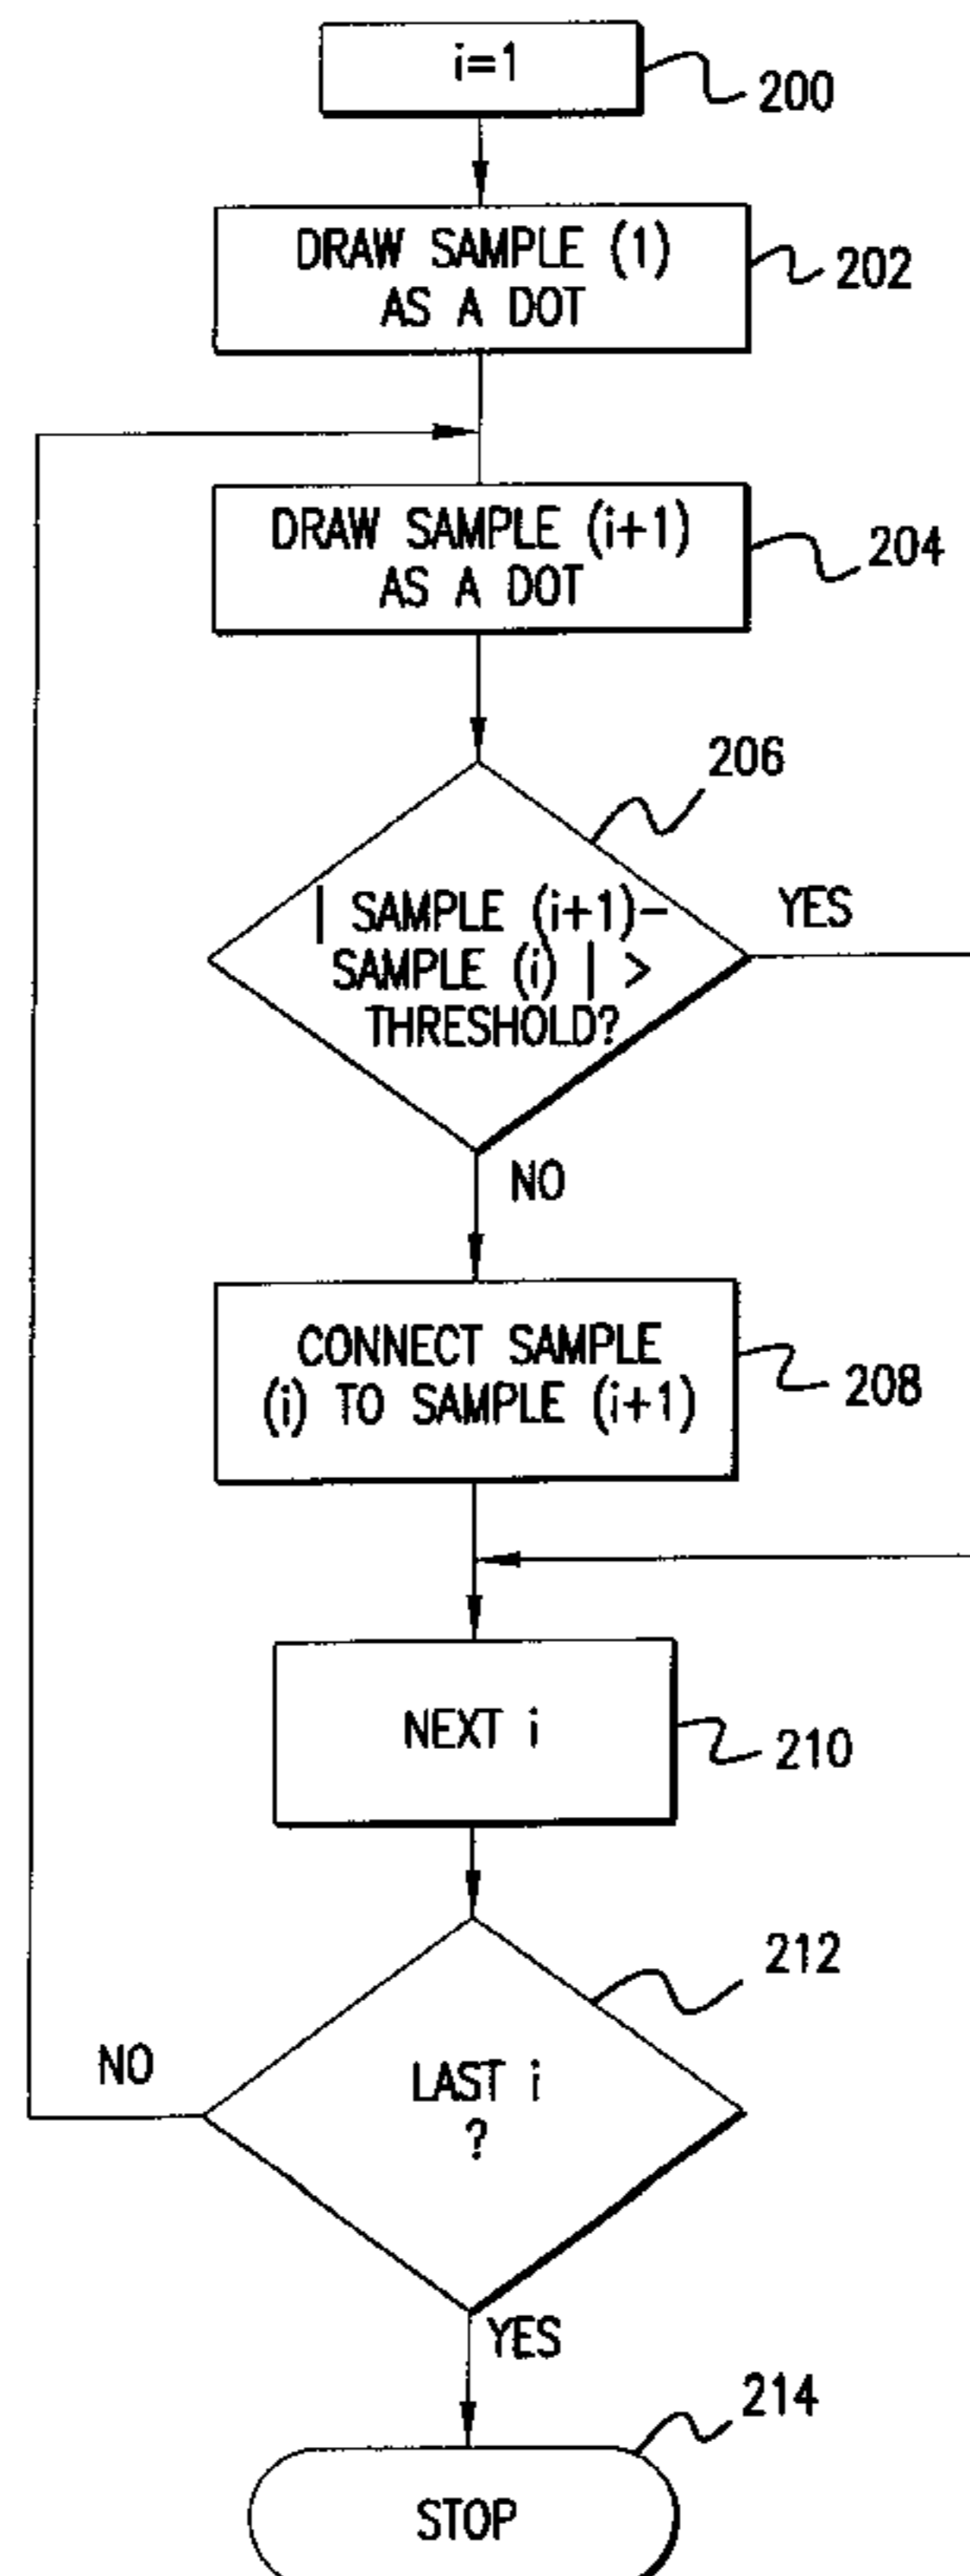 i=1
200
DRAW SAMPLE (1)
AS A DOT
202
DRAW SAMPLE (i+1)
AS A DOT
204
206
| SAMPLE (i+1)-
SAMPLE (i) | >
THRESHOLD?
YES
NO
CONNECT SAMPLE
(i) TO SAMPLE (i+1)
208
NEXT i
210
212
LAST i
?
NO
YES
214
STOP